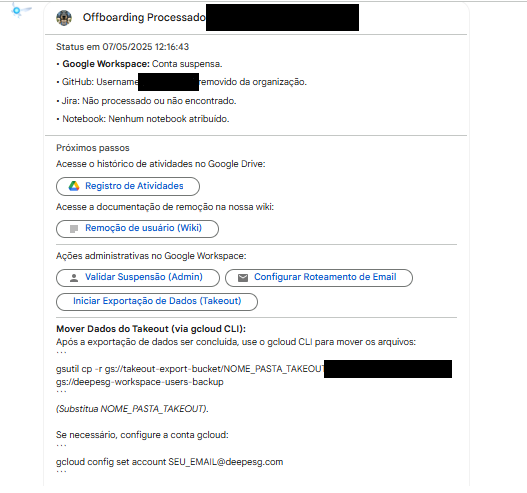 Offboarding Processado
Status em 07/05/2025 12:16:43
• Google Workspace: Conta suspensa.
• GitHub: Username removido da organização.
• Jira: Não processado ou não encontrado.
• Notebook: Nenhum notebook atribuído.
Próximos passos
Acesse o histórico de atividades no Google Drive:
Registro de Atividades
Acesse a documentação de remoção na nossa wiki:
Remoção de usuário (Wiki)
Ações administrativas no Google Workspace:
Validar Suspensão (Admin) Configurar Roteamento de Email
Iniciar Exportação de Dados (Takeout)
Mover Dados do Takeout (via gcloud CLI):
Após a exportação de dados ser concluída, use o gcloud CLI para mover os arquivos:
```
gsutil cp -r gs://takeout-export-bucket/NOME_PASTA_TAKEOUT
gs://deepesg-workspace-users-backup
```
(Substitua NOME_PASTA_TAKEOUT).
Se necessário, configure a conta gcloud:
```
gcloud config set account SEU_EMAIL@deepesg.com
```